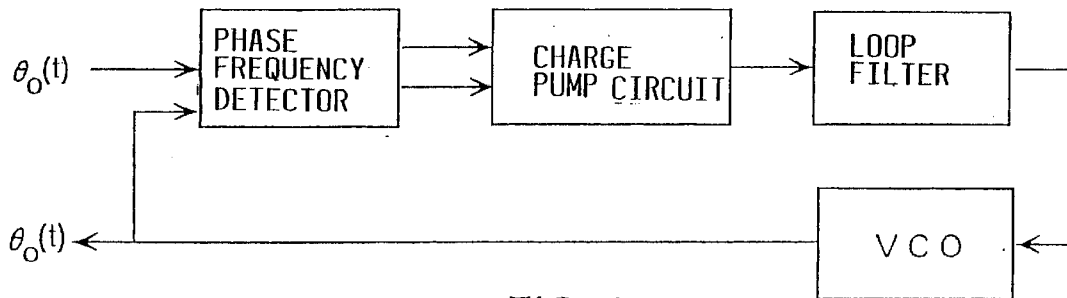 θO(t)
PHASE
FREQUENCY
DETECTOR
CHARGE
PUMP CIRCUIT
LOOP
FILTER
θO(t)
VCO